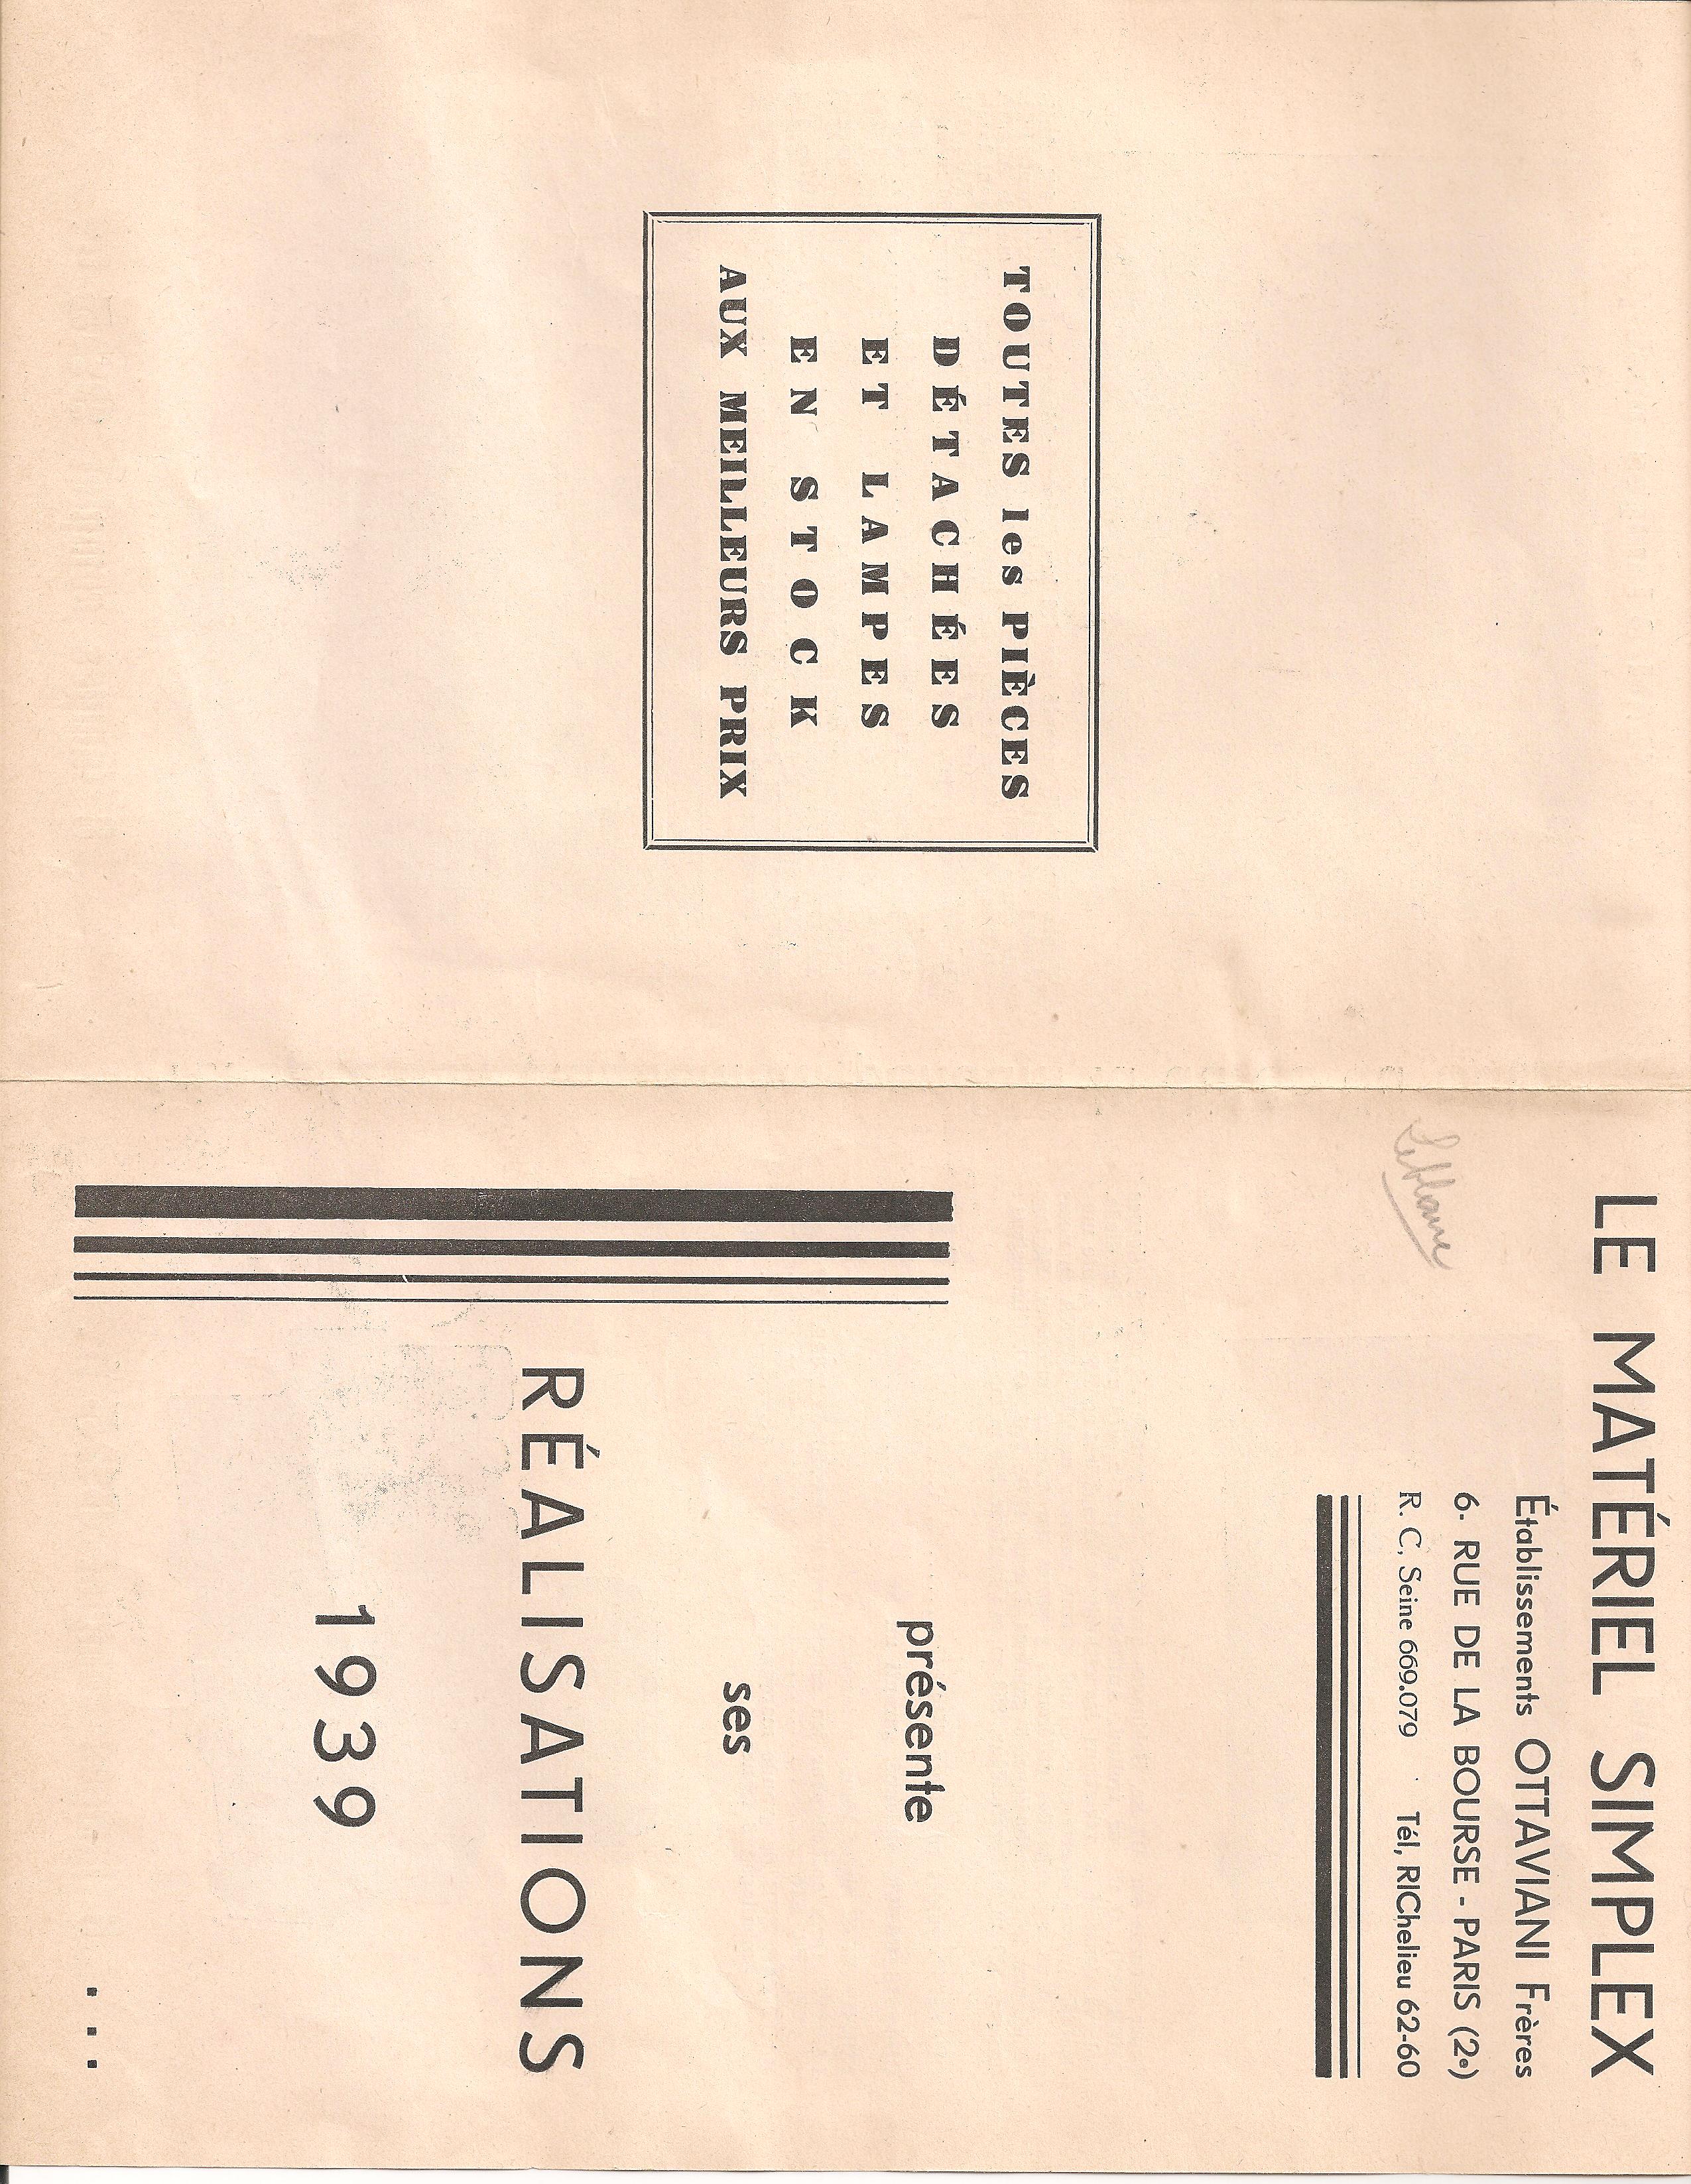 TOUTES les PIÈCES
DÉTACHÉES
ET LAMPES
EN STOCK
AUX MEILLEURS PRIX
LE MATÉRIEL SIMPLEX
Établissements OTTAVIANI Frères
6- RUE DE LA BOURSE - PARIS (2e)
R. C, Seine 669.079 · Tél, RIChelieu 62-60
présente
ses
RÉALISATIONS
1939
...